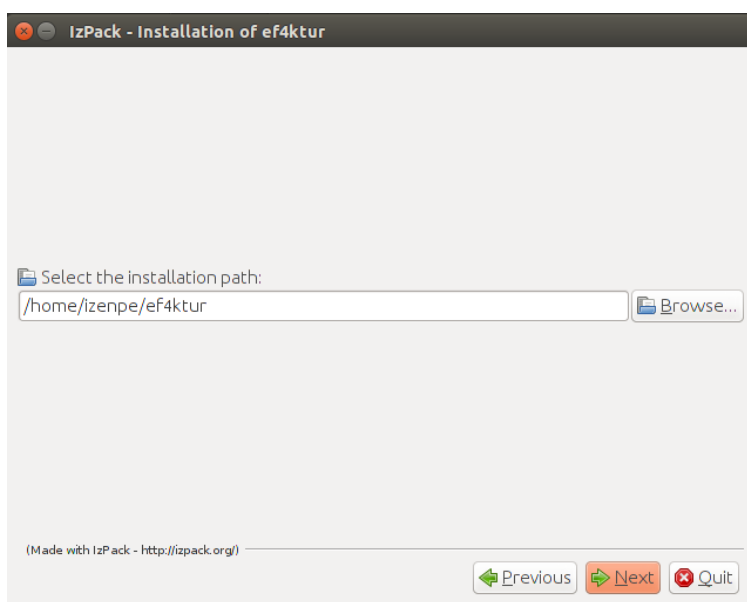 IzPack - Installation of ef4ktur
Select the installation path:
/home/izenpe/ef4ktur
Browse...
(Made with IzPack - http://izpack.org/)
Previous
Next
Quit